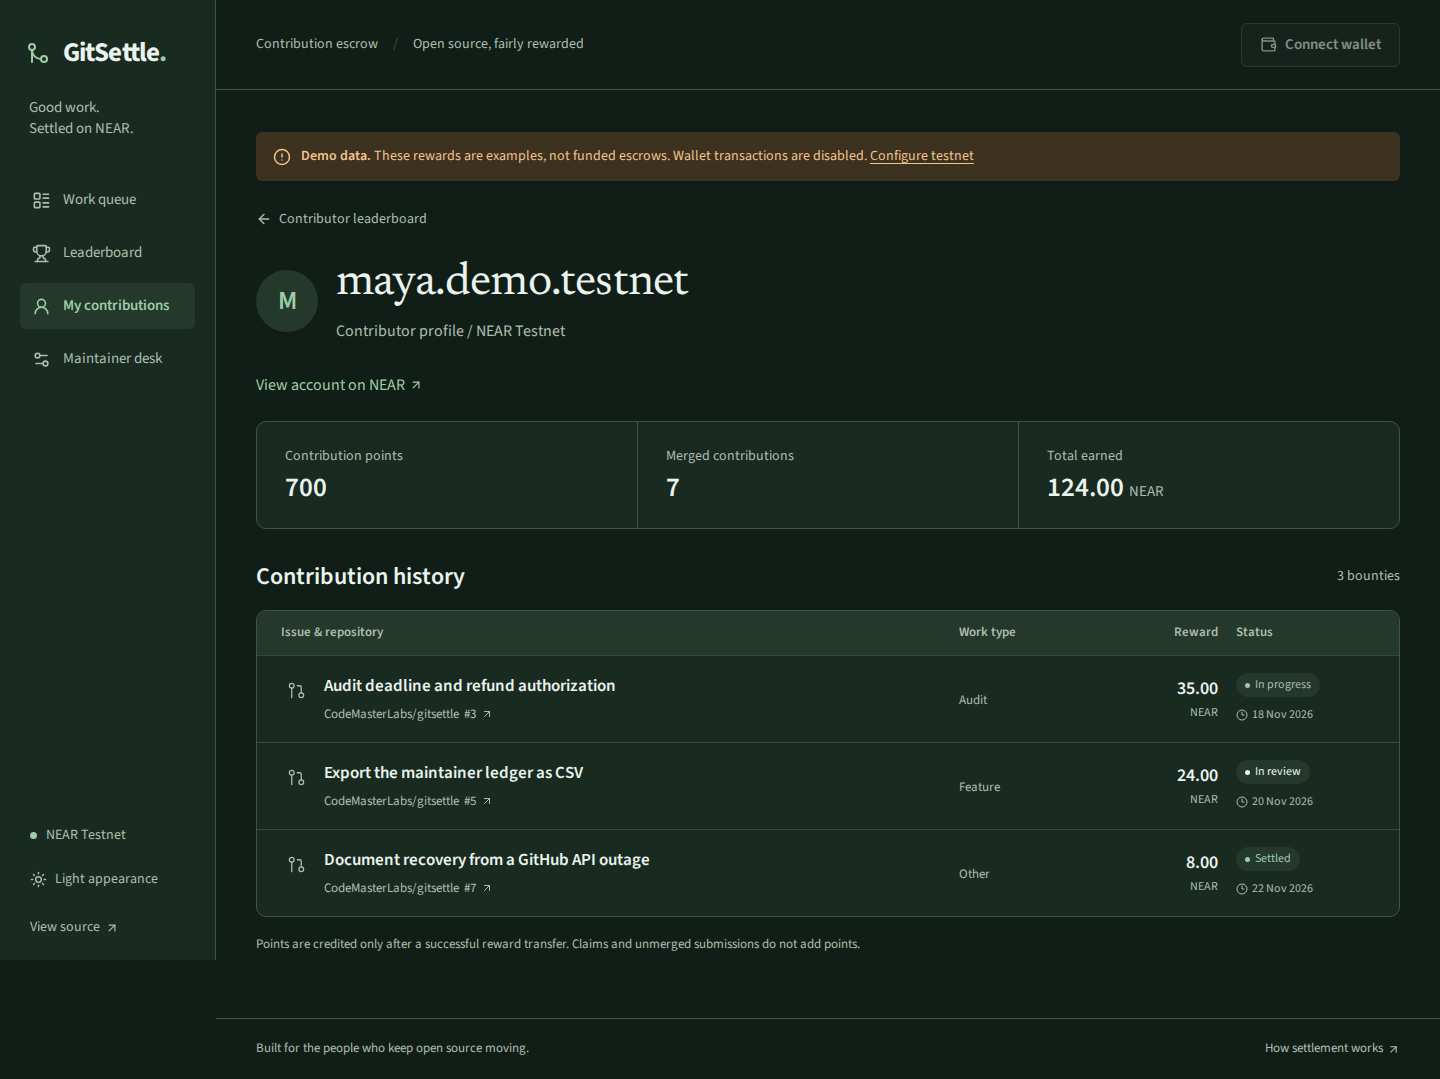 GitSettle.
Good work.
Settled on NEAR.
Work queue
Leaderboard
My contributions
Maintainer desk
NEAR Testnet
Light appearance
View source
Contribution escrow / Open source, fairly rewarded
Connect wallet
Demo data. These rewards are examples, not funded escrows. Wallet transactions are disabled. Configure testnet
Contributor leaderboard
M
maya.demo.testnet
Contributor profile / NEAR Testnet
View account on NEAR
Contribution points
700
Merged contributions
7
Total earned
124.00 NEAR
Contribution history
3 bounties
Issue & repository Work type Reward Status
Audit deadline and refund authorization
CodeMasterLabs/gitsettle #3
Audit
35.00
NEAR
In progress
18 Nov 2026
Export the maintainer ledger as CSV
CodeMasterLabs/gitsettle #5
Feature
24.00
NEAR
In review
20 Nov 2026
Document recovery from a GitHub API outage
CodeMasterLabs/gitsettle #7
Other
8.00
NEAR
Settled
22 Nov 2026
Points are credited only after a successful reward transfer. Claims and unmerged submissions do not add points.
Built for the people who keep open source moving.
How settlement works